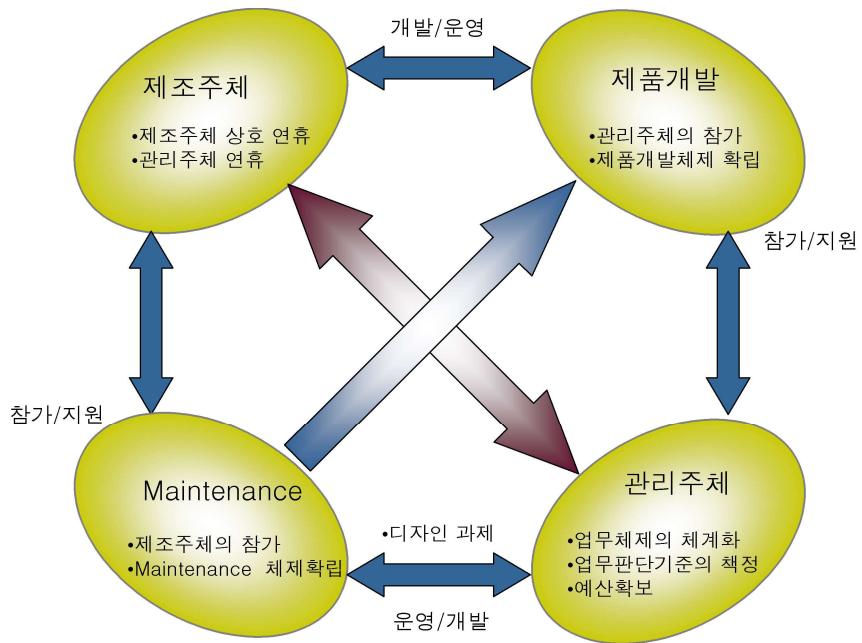 개발/운영
제조주체
•제조주체 상호 연휴
•관리주체 연휴
제품개발
•관리주체의 참가
•제품개발체제 확립
참가/지원
참가/지원
Maintenance
•제조주체의 참가
•Maintenance 체제확립
•디자인 과제
운영/개발
관리주체
•업무체제의 체계화
•업무판단기준의 책정
•예산확보